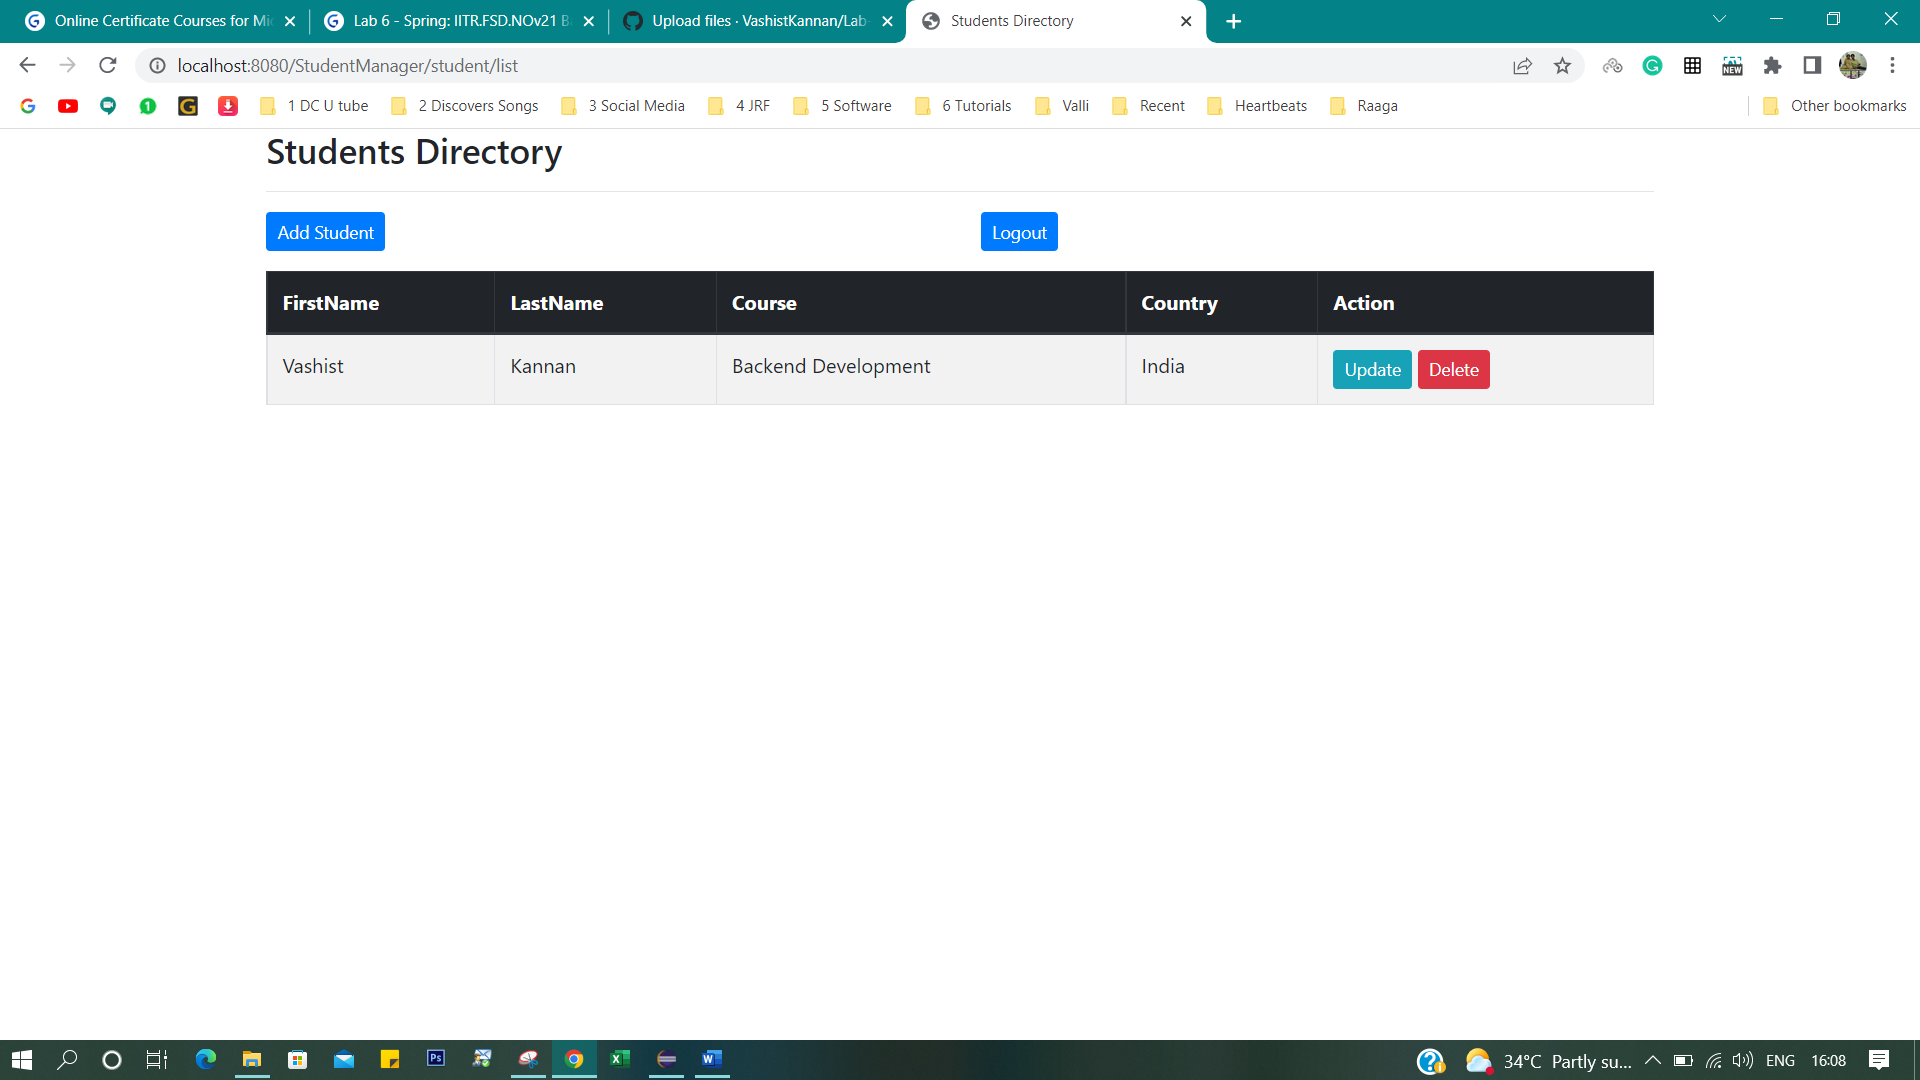 Online Certificate Courses for Mic
Lab 6 - Spring: IITR.FSD.NOv21 B
Upload files · VashistKannan/Lab-
Students Directory
localhost:8080/StudentManager/student/list
NEW
1 DC U tube
2 Discovers Songs
3 Social Media
4 JRF
5 Software
6 Tutorials
Valli
Recent
Heartbeats
Raaga
Other bookmarks
Students Directory
Add Student
Logout
FirstName LastName Course Country Action
Vashist Kannan Backend Development India Update Delete
34°C Partly su...
ENG
16:08